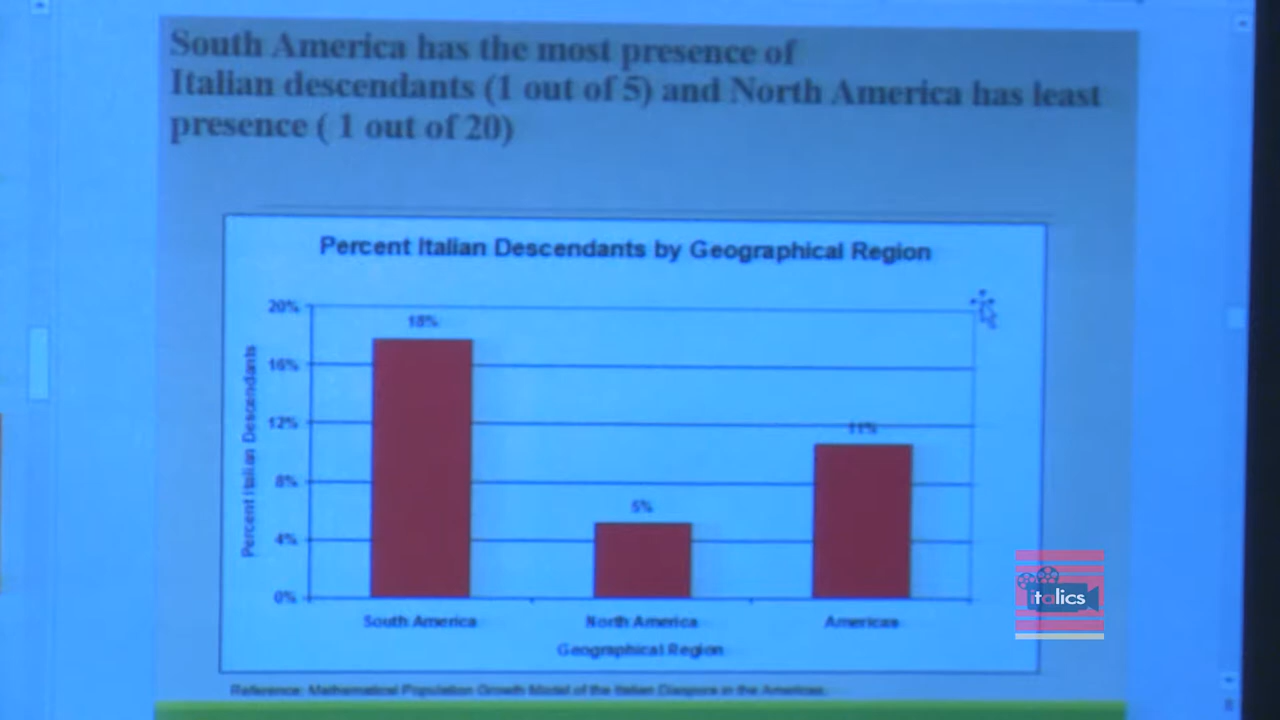 South America has the most presence of
Italian descendants (1 out of 5) and North America has least
presence ( 1 out of 20)
Percent Italian Descendants by Geographical Region
20%
18%
16%
12%
11%
8%
5%
4%
0%
Percent Italian Descendants
South America North America Americas
Geographical Region
Reference: Mathematical Population Growth Model of the Italian Diaspora in the Americas.
italics